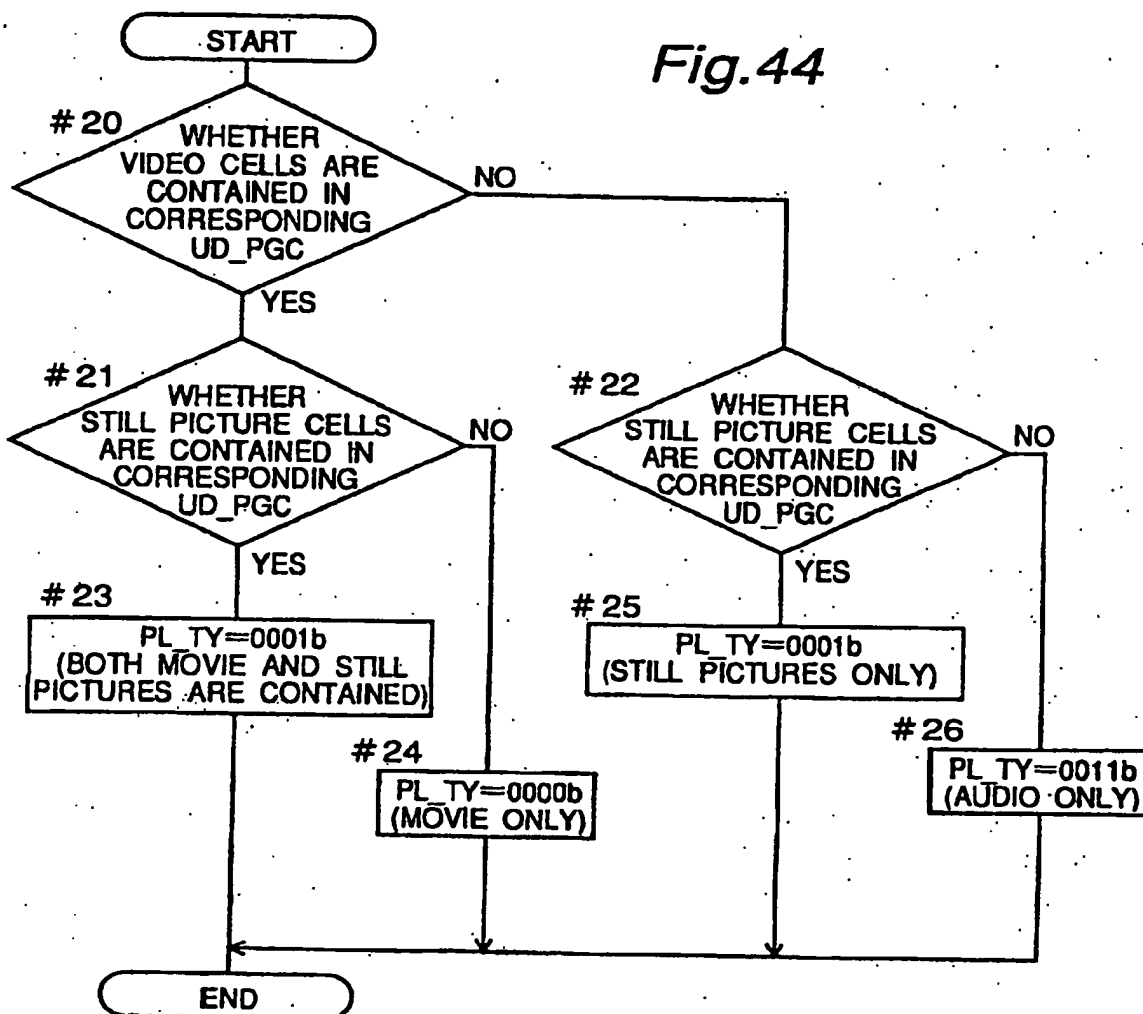 START
Fig.44
#20
WHETHER
VIDEO CELLS ARE
CONTAINED IN
CORRESPONDING
UD_PGC
NO
YES
#21
WHETHER
STILL PICTURE CELLS
ARE CONTAINED IN
CORRESPONDING
UD_PGC
NO
YES
#22
WHETHER
STILL PICTURE CELLS
ARE CONTAINED IN
CORRESPONDING
UD_PGC
NO
YES
#23
PL_TY=0001b
(BOTH MOVIE AND STILL
PICTURES ARE CONTAINED)
#24
PL_TY=0000b
(MOVIE ONLY)
#25
PL_TY=0001b
(STILL PICTURES ONLY)
#26
PL_TY=0011b
(AUDIO ONLY)
END